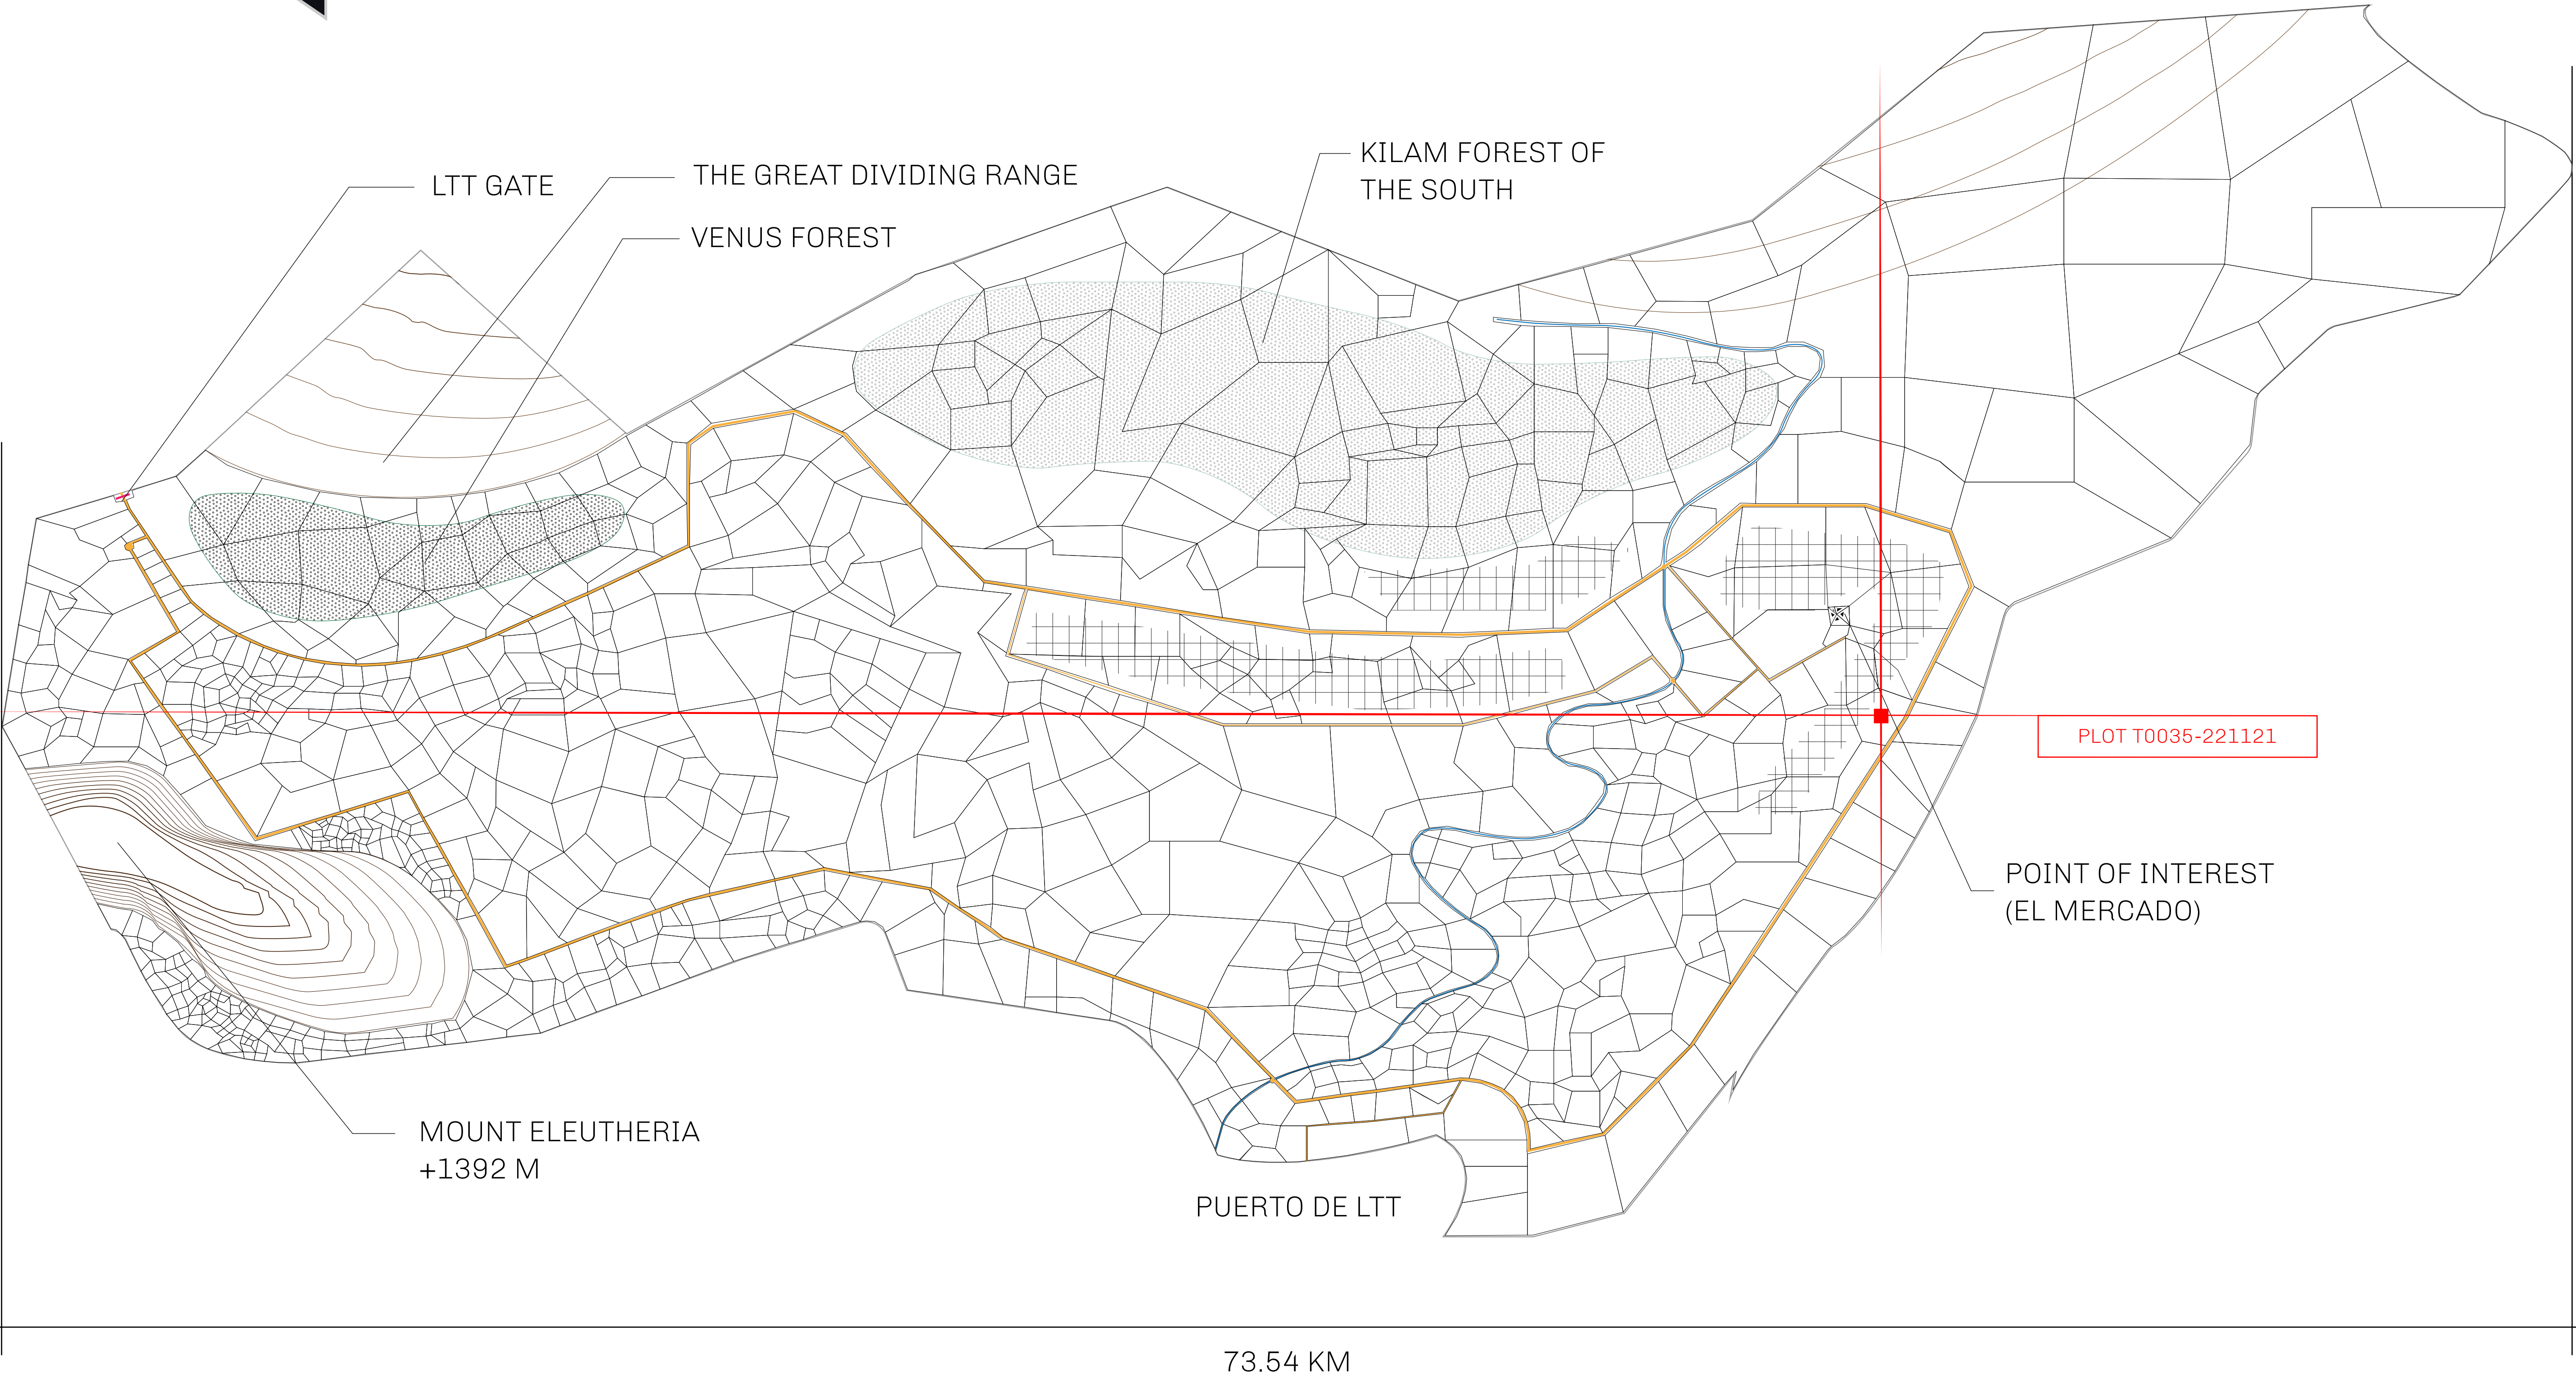 KILAM FOREST OF
THE SOUTH
THE GREAT DIVIDING RANGE
LTT GATE
VENUS FOREST
PLOT T0035-221121
POINT OF INTEREST
(EL MERCADO)
MOUNT ELEUTHERIA
+1392 M
PUERTO DE LTT
73.54 KM